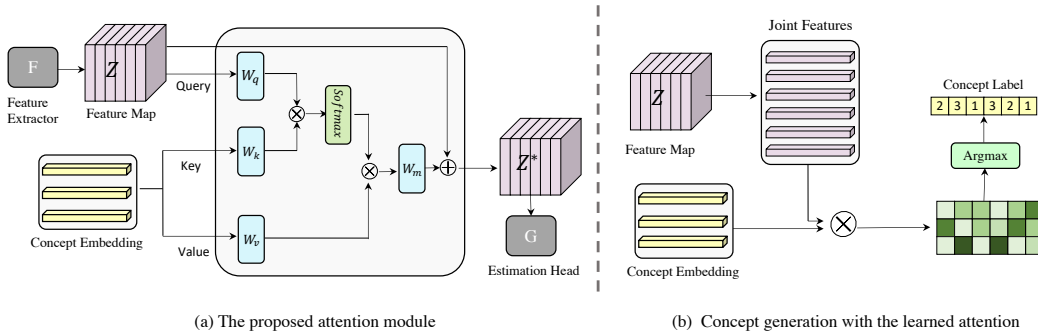 F
Feature
Extractor
Z
Feature Map
Query
W_q
Softmax
W_k
Key
W_m
Z*
Concept Embedding
Value
W_v
G
Estimation Head
(a) The proposed attention module
Joint Features
Z
Feature Map
Concept Label
2 3 1 3 2 1
Argmax
Concept Embedding
(b) Concept generation with the learned attention